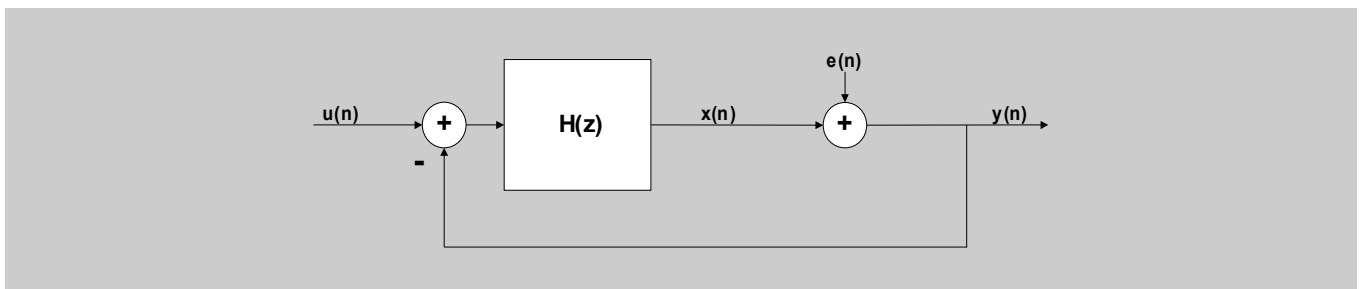 e(n)
u(n)
+
H(z)
x(n)
+
y(n)
-